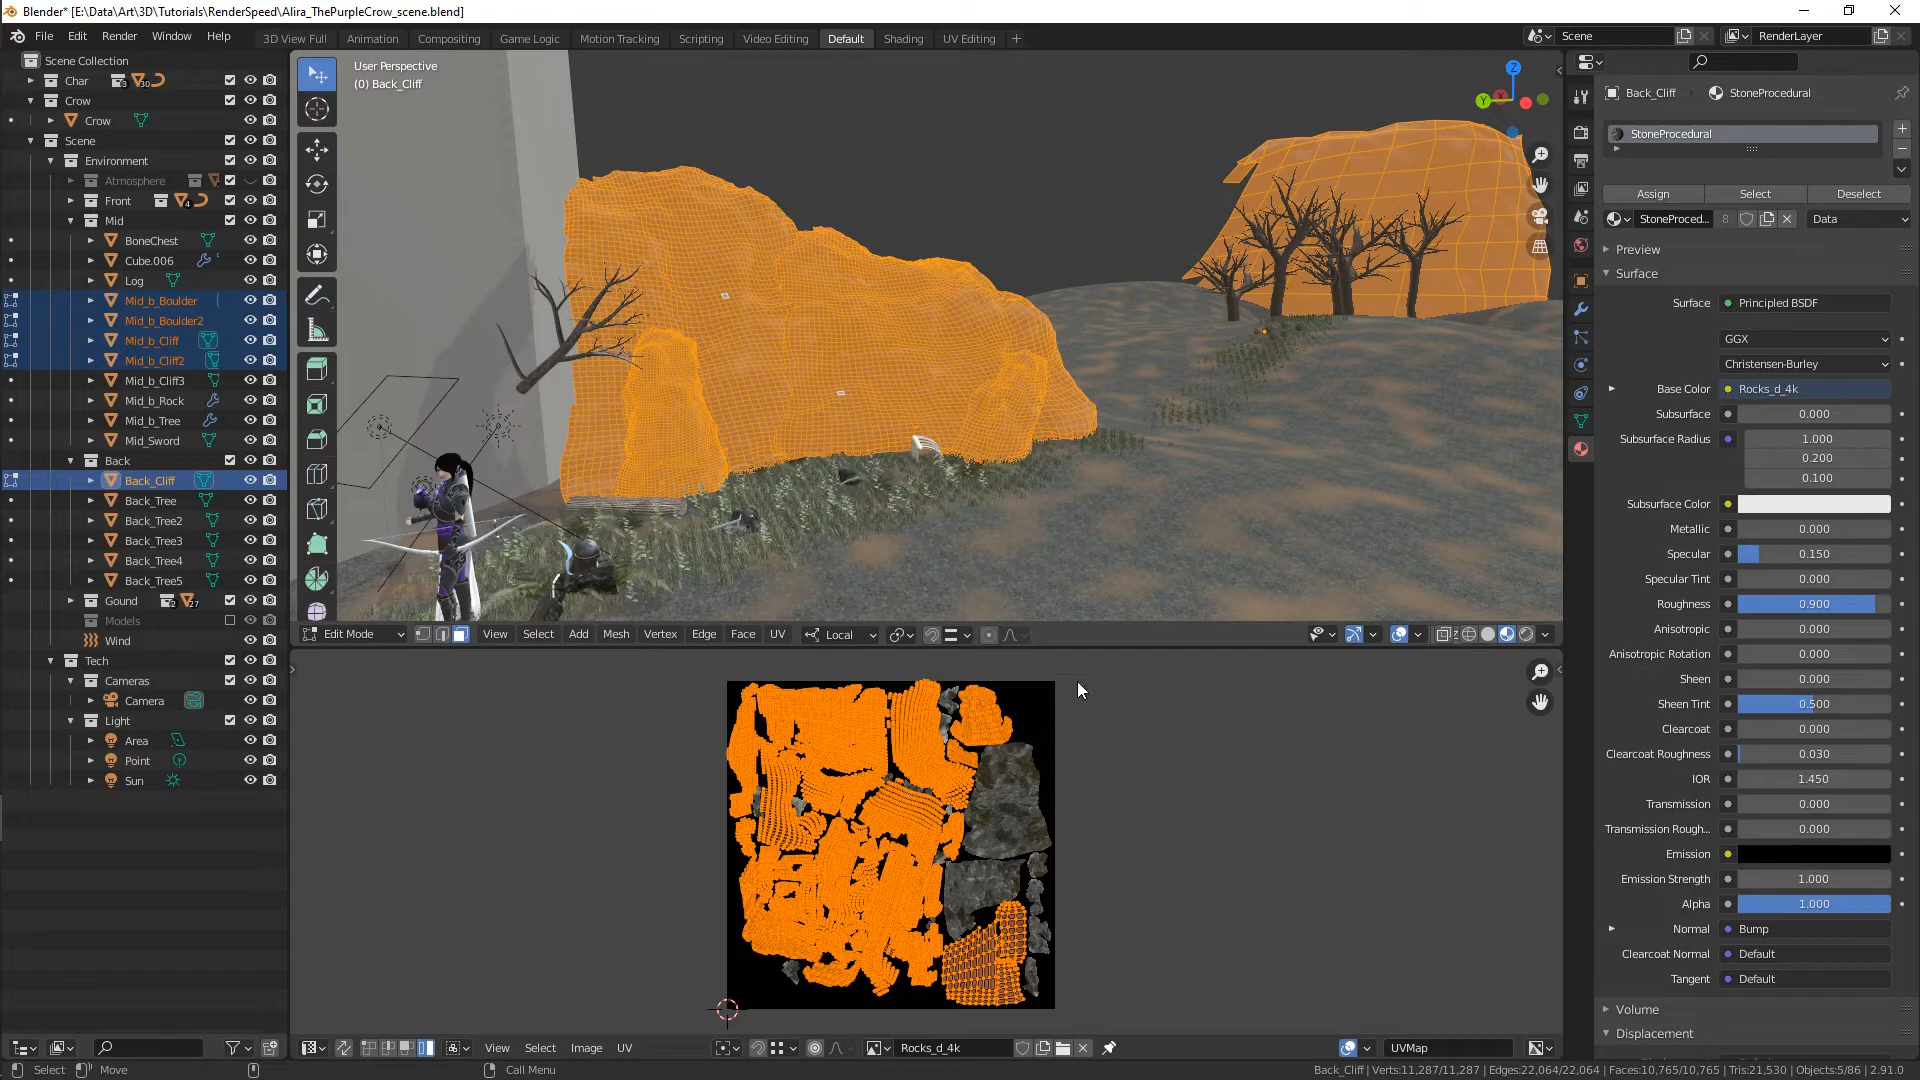 Blender* [E:\Data\Art\3D\Tutorials\RenderSpeed\Alira_ThePurpleCrow_scene.blend]
File Edit Render Window Help
3D View Full Animation Compositing Game Logic Motion Tracking Scripting Video Editing Default Shading UV Editing +
Scene
RenderLayer
Scene Collection
Char 3 30
Crow
Crow
Scene
Environment
Atmosphere
Front 4
Mid
BoneChest
Cube.006
Log
Mid_b_Boulder
Mid_b_Boulder2
Mid_b_Cliff
Mid_b_Cliff2
Mid_b_Cliff3
Mid_b_Rock
Mid_b_Tree
Mid_Sword
Back
Back_Cliff
Back_Tree
Back_Tree2
Back_Tree3
Back_Tree4
Back_Tree5
Gound 2 27
Models
Wind
Tech
Cameras
Camera
Light
Area
Point
Sun
User Perspective
(0) Back_Cliff
Z
Y
X
Edit Mode
View Select Add Mesh Vertex Edge Face UV
Local
View Select Image UV
Rocks_d_4k
UVMap
Back_Cliff StoneProcedural
StoneProcedural
Assign Select Deselect
StoneProced... 8 Data
Preview
Surface
Surface Principled BSDF
GGX
Christensen-Burley
Base Color Rocks_d_4k
Subsurface 0.000
Subsurface Radius 1.000
0.200
0.100
Subsurface Color
Metallic 0.000
Specular 0.150
Specular Tint 0.000
Roughness 0.900
Anisotropic 0.000
Anisotropic Rotation 0.000
Sheen 0.000
Sheen Tint 0.500
Clearcoat 0.000
Clearcoat Roughness 0.030
IOR 1.450
Transmission 0.000
Transmission Rough... 0.000
Emission
Emission Strength 1.000
Alpha 1.000
Normal Bump
Clearcoat Normal Default
Tangent Default
Volume
Displacement
Select Move Call Menu
Back_Cliff | Verts:11,287/11,287 | Edges:22,064/22,064 | Faces:10,765/10,765 | Tris:21,530 | Objects:5/86 | 2.91.0